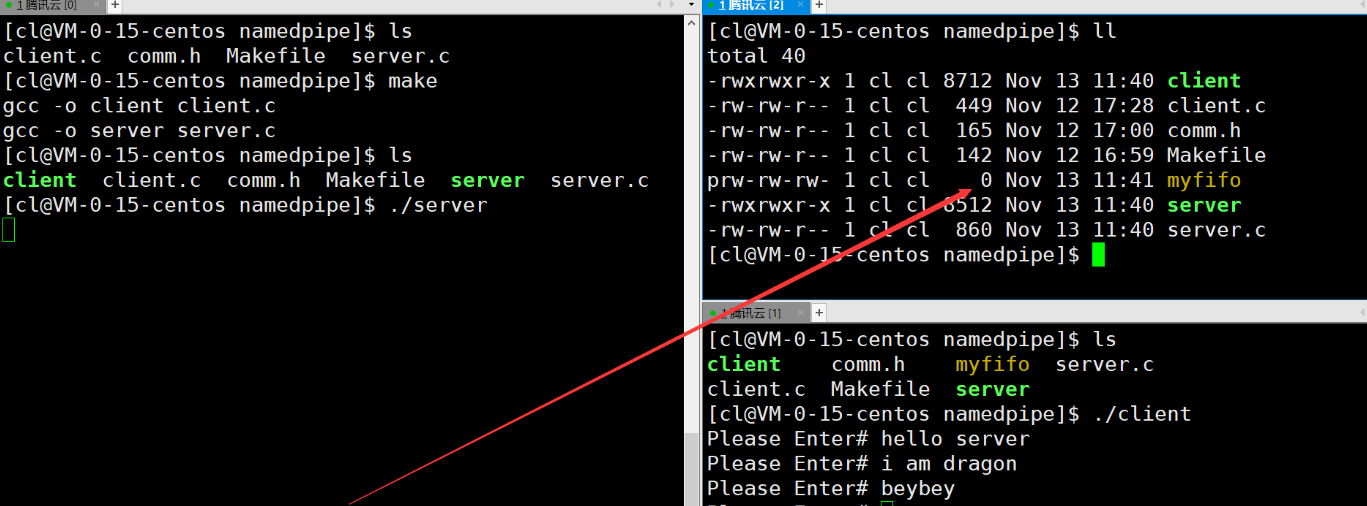 1 腾讯云 [0] × +
[cl@VM-0-15-centos namedpipe]$ ls
client.c comm.h Makefile server.c
[cl@VM-0-15-centos namedpipe]$ make
gcc -o client client.c
gcc -o server server.c
[cl@VM-0-15-centos namedpipe]$ ls
client client.c comm.h Makefile server server.c
[cl@VM-0-15-centos namedpipe]$ ./server
1 腾讯云 [2] × +
[cl@VM-0-15-centos namedpipe]$ ll
total 40
-rwxrwxr-x 1 cl cl 8712 Nov 13 11:40 client
-rw-rw-r-- 1 cl cl 449 Nov 12 17:28 client.c
-rw-rw-r-- 1 cl cl 165 Nov 12 17:00 comm.h
-rw-rw-r-- 1 cl cl 142 Nov 12 16:59 Makefile
prw-rw-rw- 1 cl cl 0 Nov 13 11:41 myfifo
-rwxrwxr-x 1 cl cl 8512 Nov 13 11:40 server
-rw-rw-r-- 1 cl cl 860 Nov 13 11:40 server.c
[cl@VM-0-15-centos namedpipe]$
1 腾讯云 [1] × +
[cl@VM-0-15-centos namedpipe]$ ls
client comm.h myfifo server.c
client.c Makefile server
[cl@VM-0-15-centos namedpipe]$ ./client
Please Enter# hello server
Please Enter# i am dragon
Please Enter# beybey